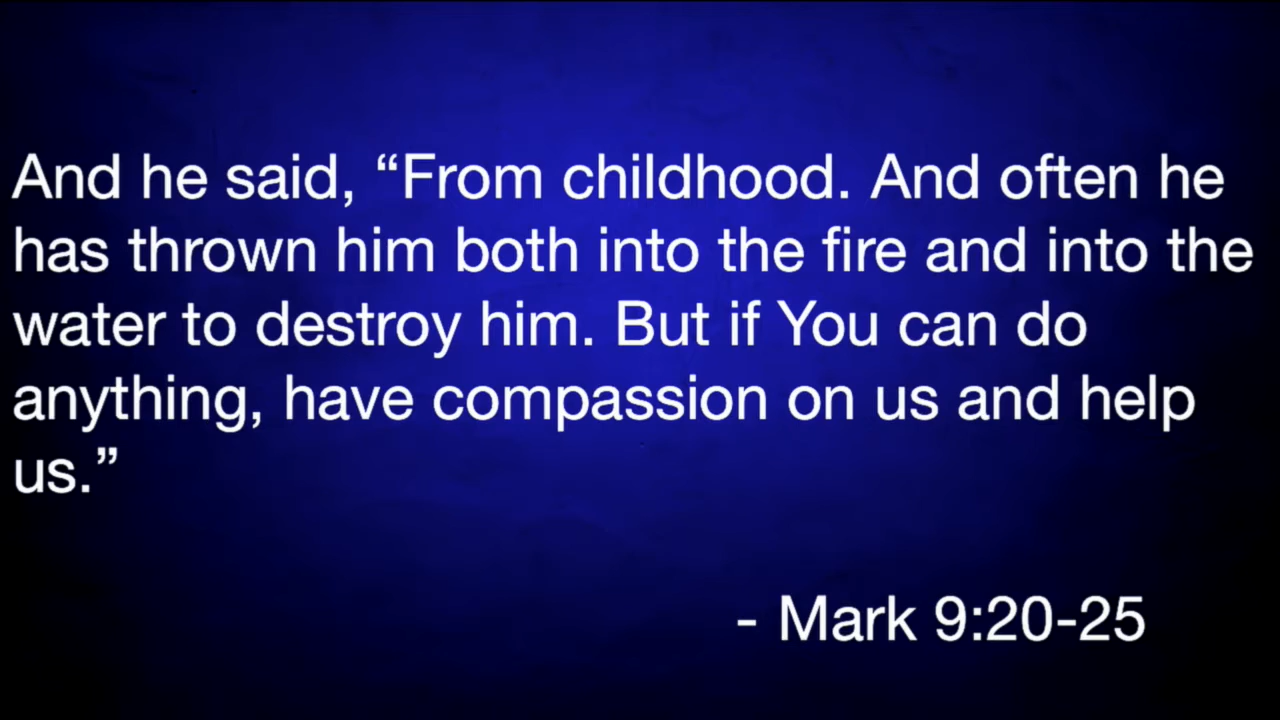 And he said, “From childhood. And often he
has thrown him both into the fire and into the
water to destroy him. But if You can do
anything, have compassion on us and help
us.”
- Mark 9:20-25